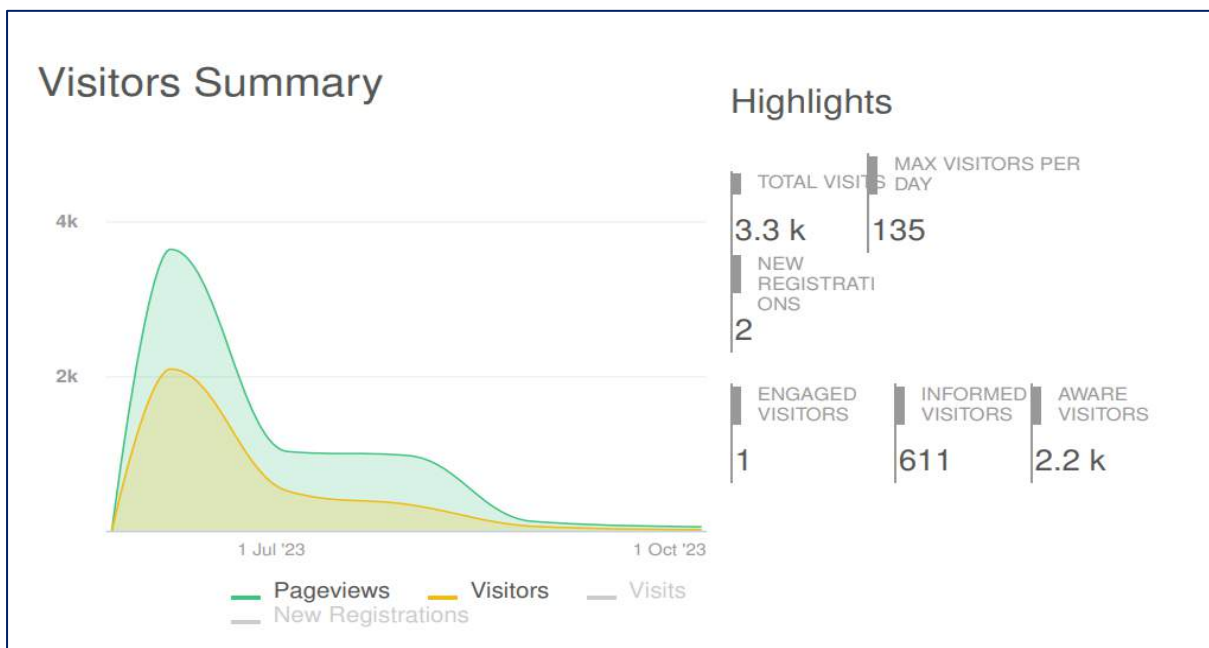 Visitors Summary
4k
2k
1 Jul '23
1 Oct '23
Pageviews
Visitors
Visits
New Registrations
Highlights
TOTAL VISITS
3.3 k
MAX VISITORS PER
DAY
135
NEW
REGISTRATI
ONS
2
ENGAGED
VISITORS
1
INFORMED
VISITORS
611
AWARE
VISITORS
2.2 k